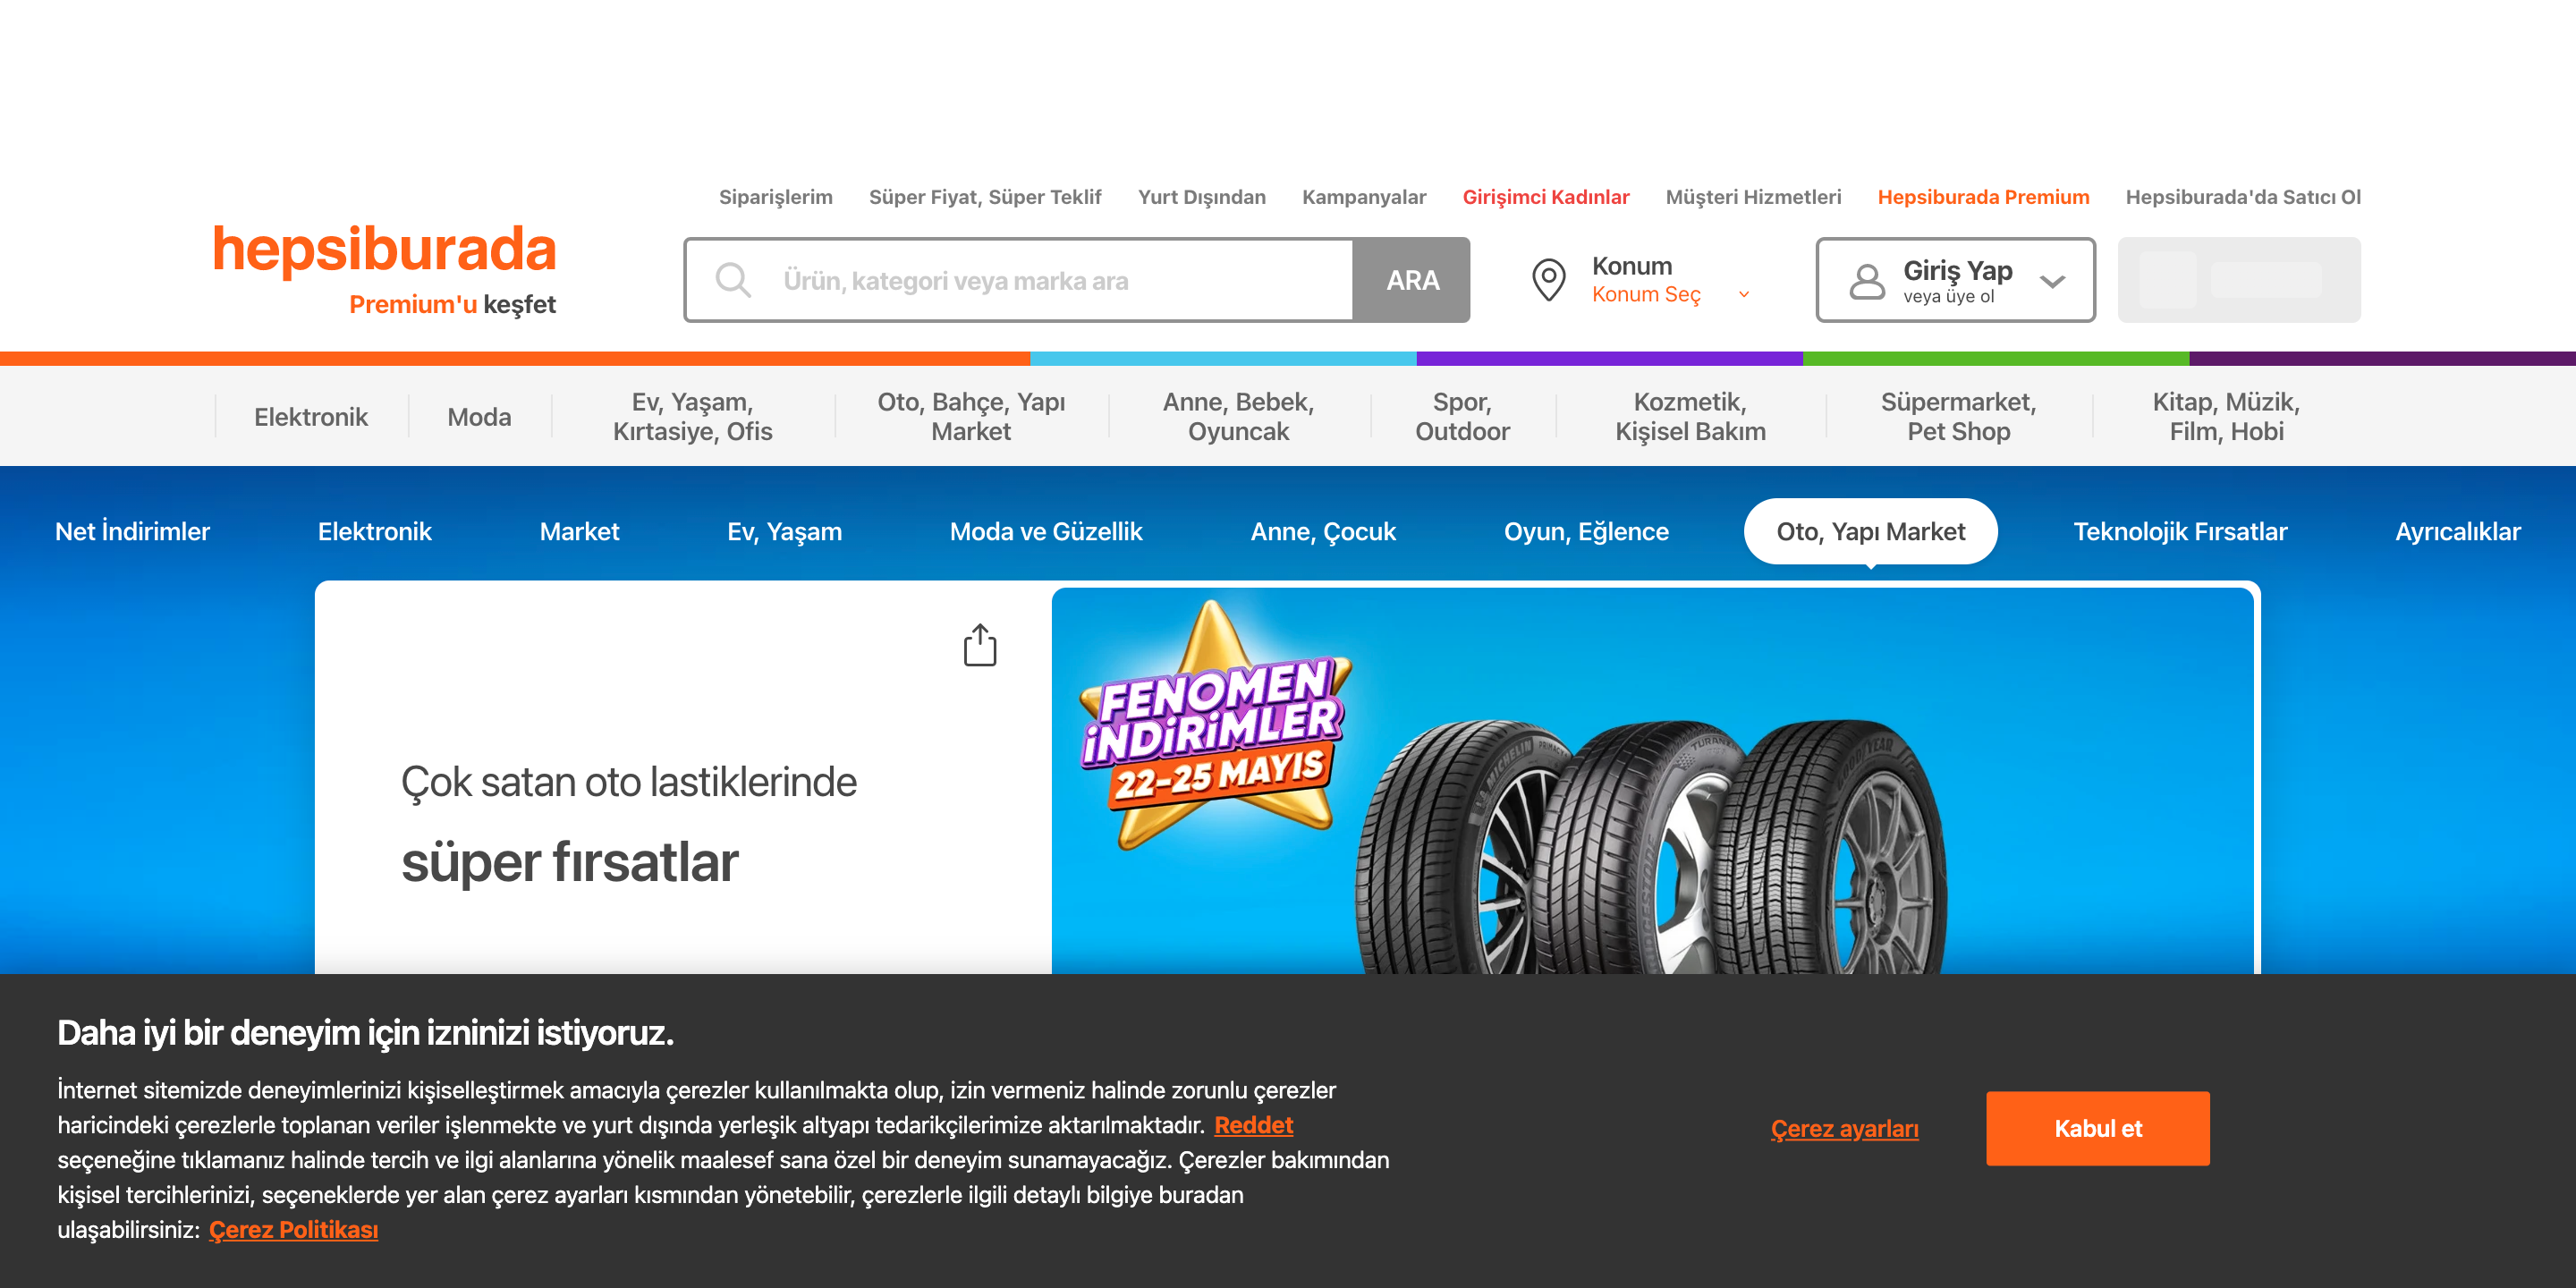 Siparişlerim Süper Fiyat, Süper Teklif Yurt Dışından Kampanyalar Girişimci Kadınlar Müşteri Hizmetleri Hepsiburada Premium Hepsiburada'da Satıcı Ol
hepsiburada
Premium'u keşfet
Ürün, kategori veya marka ara
ARA
Konum
Konum Seç
Giriş Yap
veya üye ol
Elektronik
Moda
Ev, Yaşam,
Kırtasiye, Ofis
Oto, Bahçe, Yapı
Market
Anne, Bebek,
Oyuncak
Spor,
Outdoor
Kozmetik,
Kişisel Bakım
Süpermarket,
Pet Shop
Kitap, Müzik,
Film, Hobi
Net İndirimler Elektronik Market Ev, Yaşam Moda ve Güzellik Anne, Çocuk Oyun, Eğlence Oto, Yapı Market Teknolojik Fırsatlar Ayrıcalıklar
Çok satan oto lastiklerinde
süper fırsatlar
FENOMEN
İNDİRİMLER
22-25 MAYIS
MICHELIN
GOODYEAR
Daha iyi bir deneyim için izninizi istiyoruz.
İnternet sitemizde deneyimlerinizi kişiselleştirmek amacıyla çerezler kullanılmakta olup, izin vermeniz halinde zorunlu çerezler
haricindeki çerezlerle toplanan veriler işlenmekte ve yurt dışında yerleşik altyapı tedarikçilerimize aktarılmaktadır. Reddet
seçeneğine tıklamanız halinde tercih ve ilgi alanlarına yönelik maalesef sana özel bir deneyim sunamayacağız. Çerezler bakımından
kişisel tercihlerinizi, seçeneklerde yer alan çerez ayarları kısmından yönetebilir, çerezlerle ilgili detaylı bilgiye buradan
ulaşabilirsiniz: Çerez Politikası
Çerez ayarları
Kabul et